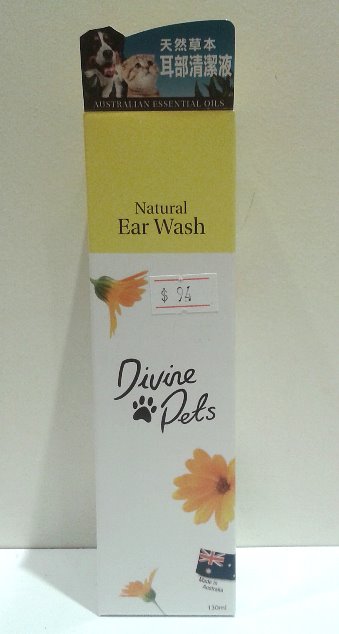 天然草本
耳部清潔液
AUSTRALIAN ESSENTIAL OILS
Natural
Ear Wash
$ 94
Divine
Pets
Made in
Australia
130ml